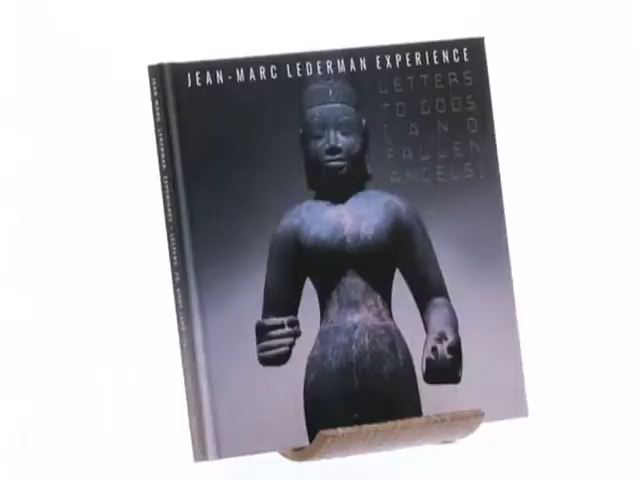 JEAN-MARC LEDERMAN EXPERIENCE
LETTERS
TO GODS
[AND
FALLEN
ANGELS]